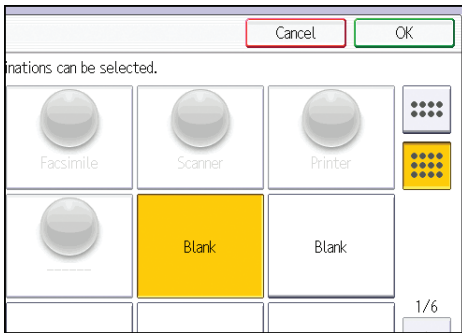 Cancel OK
inations can be selected.
Facsimile Scanner Printer
Blank Blank
1/6